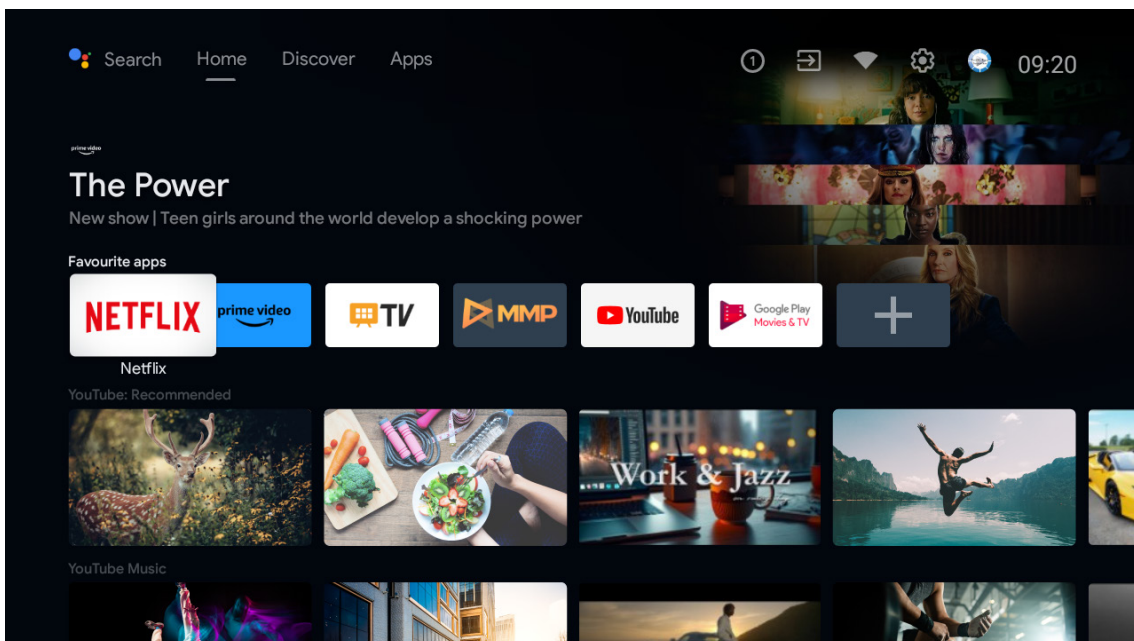 Search Home Discover Apps 1 09:20
prime video
The Power
New show | Teen girls around the world develop a shocking power
Favourite apps
NETFLIX prime video TV MMP YouTube Google Play Movies & TV
Netflix
YouTube: Recommended
Work & Jazz
YouTube Music